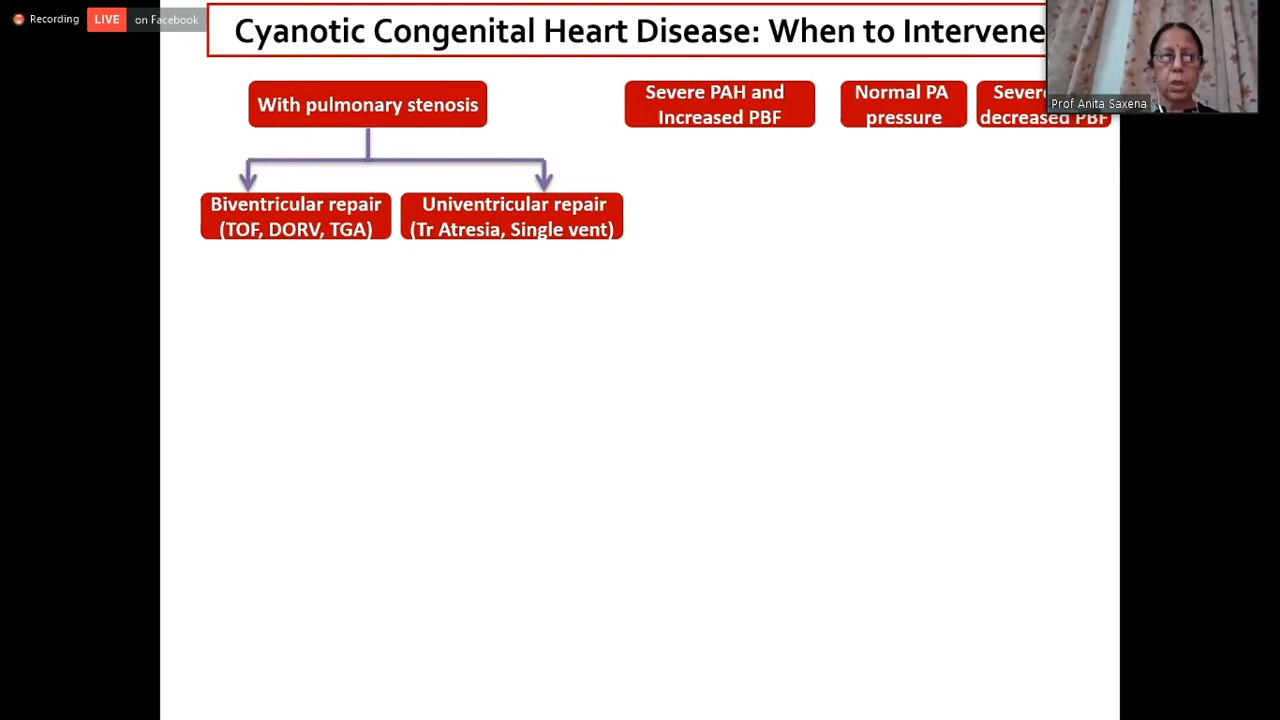 Recording
LIVE on Facebook
Cyanotic Congenital Heart Disease: When to Intervene
Prof Anita Saxena
With pulmonary stenosis
Severe PAH and
Increased PBF
Normal PA
pressure
decreased PBF
Biventricular repair
(TOF, DORV, TGA)
Univentricular repair
(Tr Atresia, Single vent)